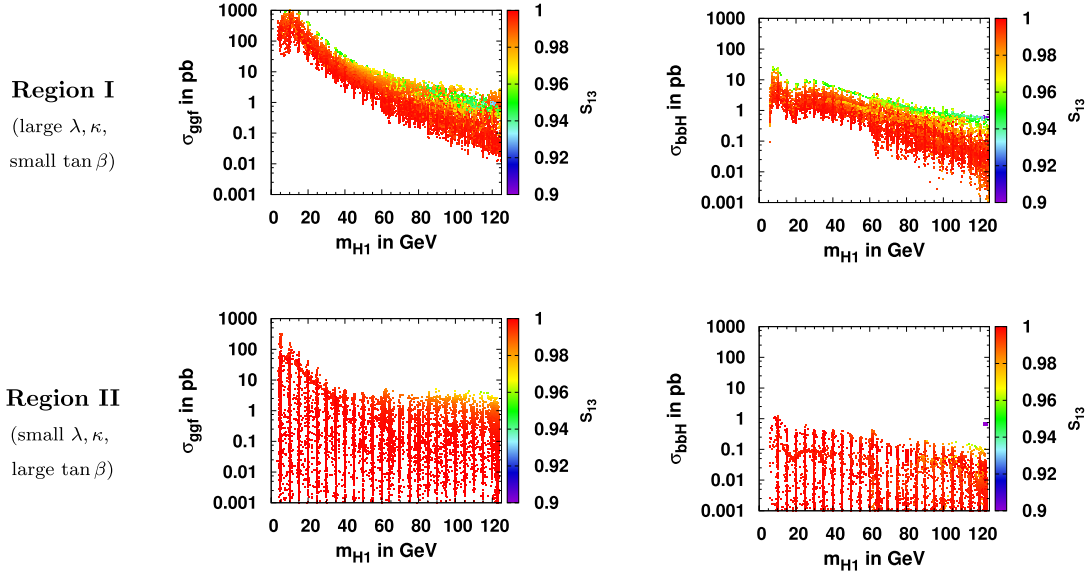 Region I
(large λ, κ,
small tan β)
σggf in pb
1000
100
10
1
0.1
0.01
0.001
0 20 40 60 80 100 120
mH1 in GeV
1
0.98
0.96
0.94
0.92
0.9
S13
σbbH in pb
1000
100
10
1
0.1
0.01
0.001
0 20 40 60 80 100 120
mH1 in GeV
1
0.98
0.96
0.94
0.92
0.9
S13
Region II
(small λ, κ,
large tan β)
σggf in pb
1000
100
10
1
0.1
0.01
0.001
0 20 40 60 80 100 120
mH1 in GeV
1
0.98
0.96
0.94
0.92
0.9
S13
σbbH in pb
1000
100
10
1
0.1
0.01
0.001
0 20 40 60 80 100 120
mH1 in GeV
1
0.98
0.96
0.94
0.92
0.9
S13